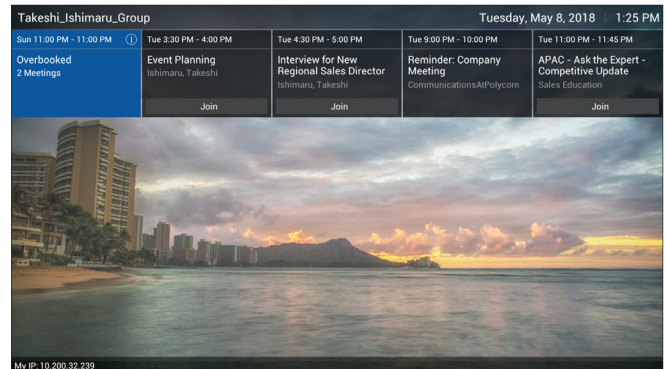 Takeshi_Ishimaru_Group
Tuesday, May 8, 2018 | 1:25 PM
Sun 11:00 PM - 11:00 PM
Overbooked
2 Meetings
Tue 3:30 PM - 4:00 PM
Event Planning
Ishimaru, Takeshi
Join
Tue 4:30 PM - 5:00 PM
Interview for New
Regional Sales Director
Ishimaru, Takeshi
Join
Tue 9:00 PM - 10:00 PM
Reminder: Company
Meeting
CommunicationsAtPolycom
Tue 11:00 PM - 11:45 PM
APAC - Ask the Expert -
Competitive Update
Sales Education
Join
My IP: 10.200.32.239